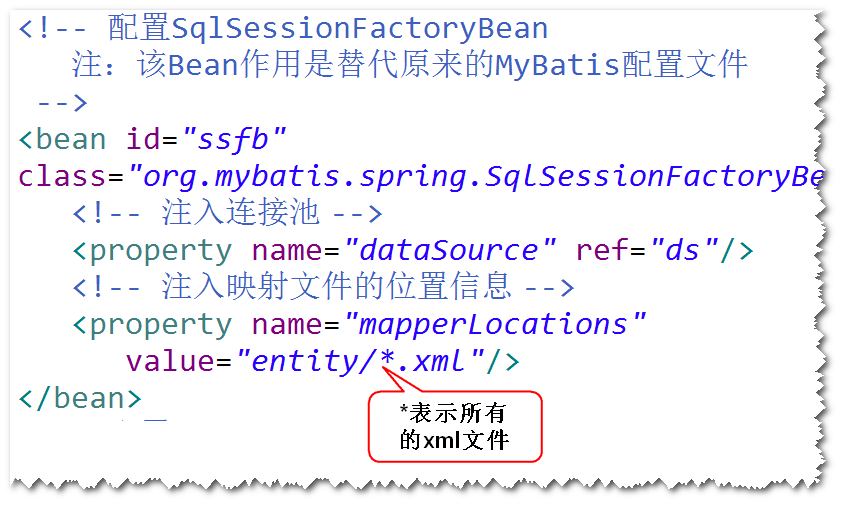 <!-- 配置SqlSessionFactoryBean
注：该Bean作用是替代原来的MyBatis配置文件
-->
<bean id="ssfb"
class="org.mybatis.spring.SqlSessionFactoryBe
<!-- 注入连接池 -->
<property name="dataSource" ref="ds"/>
<!-- 注入映射文件的位置信息 -->
<property name="mapperLocations"
value="entity/*.xml"/>
</bean>
*表示所有
的xml文件